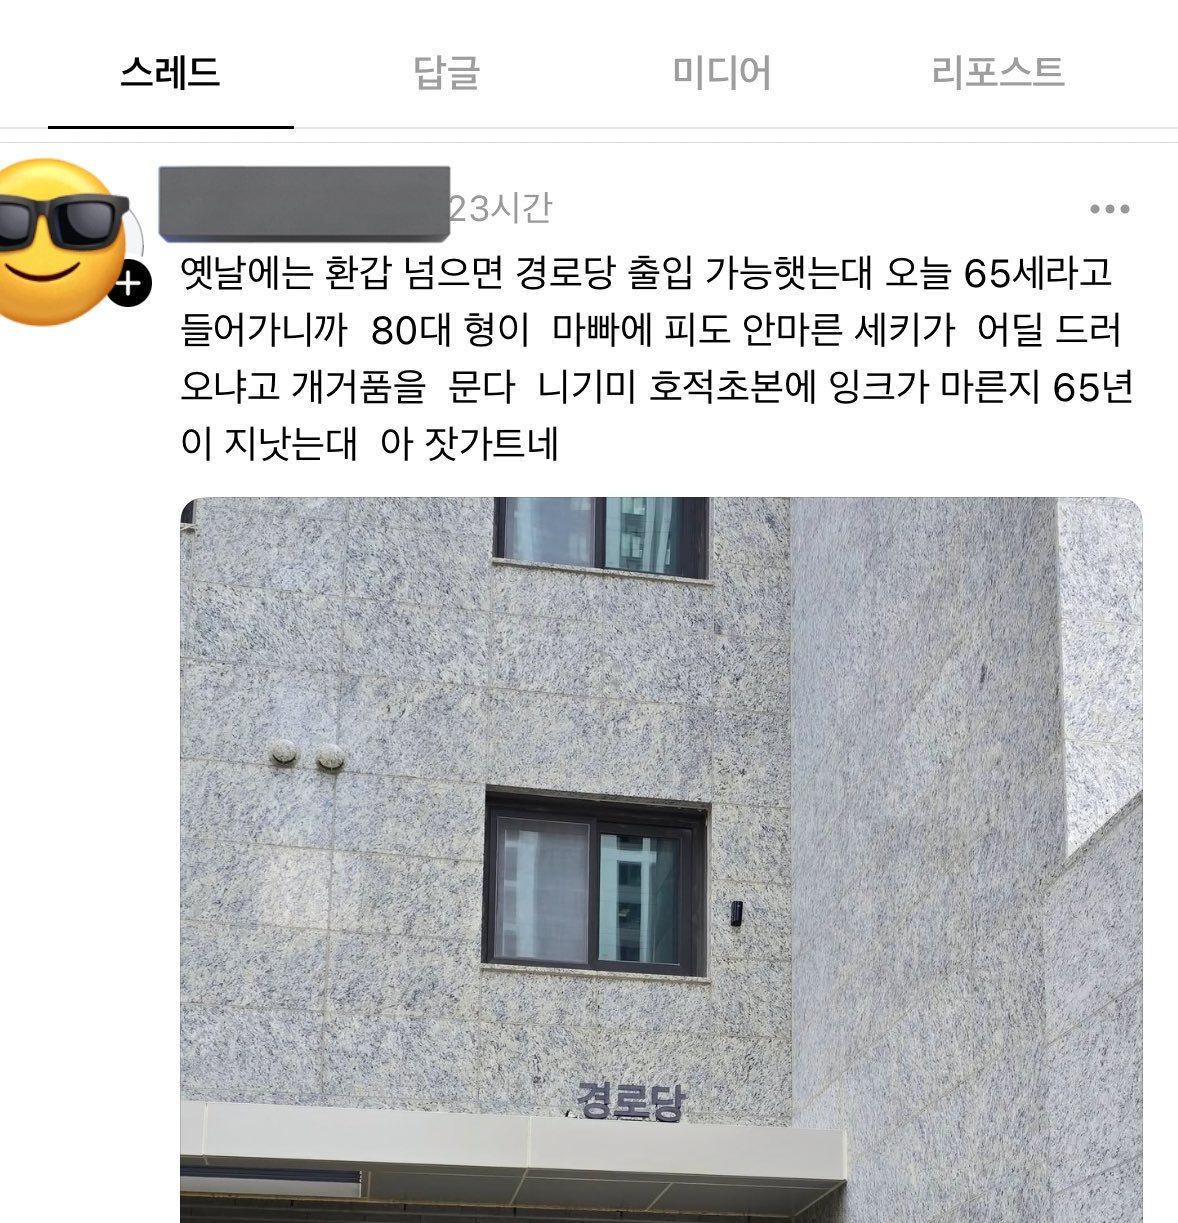 스레드 답글 미디어 리포스트
23시간
옛날에는 환갑 넘으면 경로당 출입 가능햇는대 오늘 65세라고
들어가니까 80대 형이 마빠에 피도 안마른 세키가 어딜 드러
오냐고 개거품을 문다 니기미 호적초본에 잉크가 마른지 65년
이 지낫는대 아 잣가트네
경로당